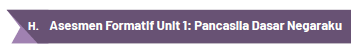 H. Asesmen Formatif Unit 1: Pancasila Dasar Negaraku